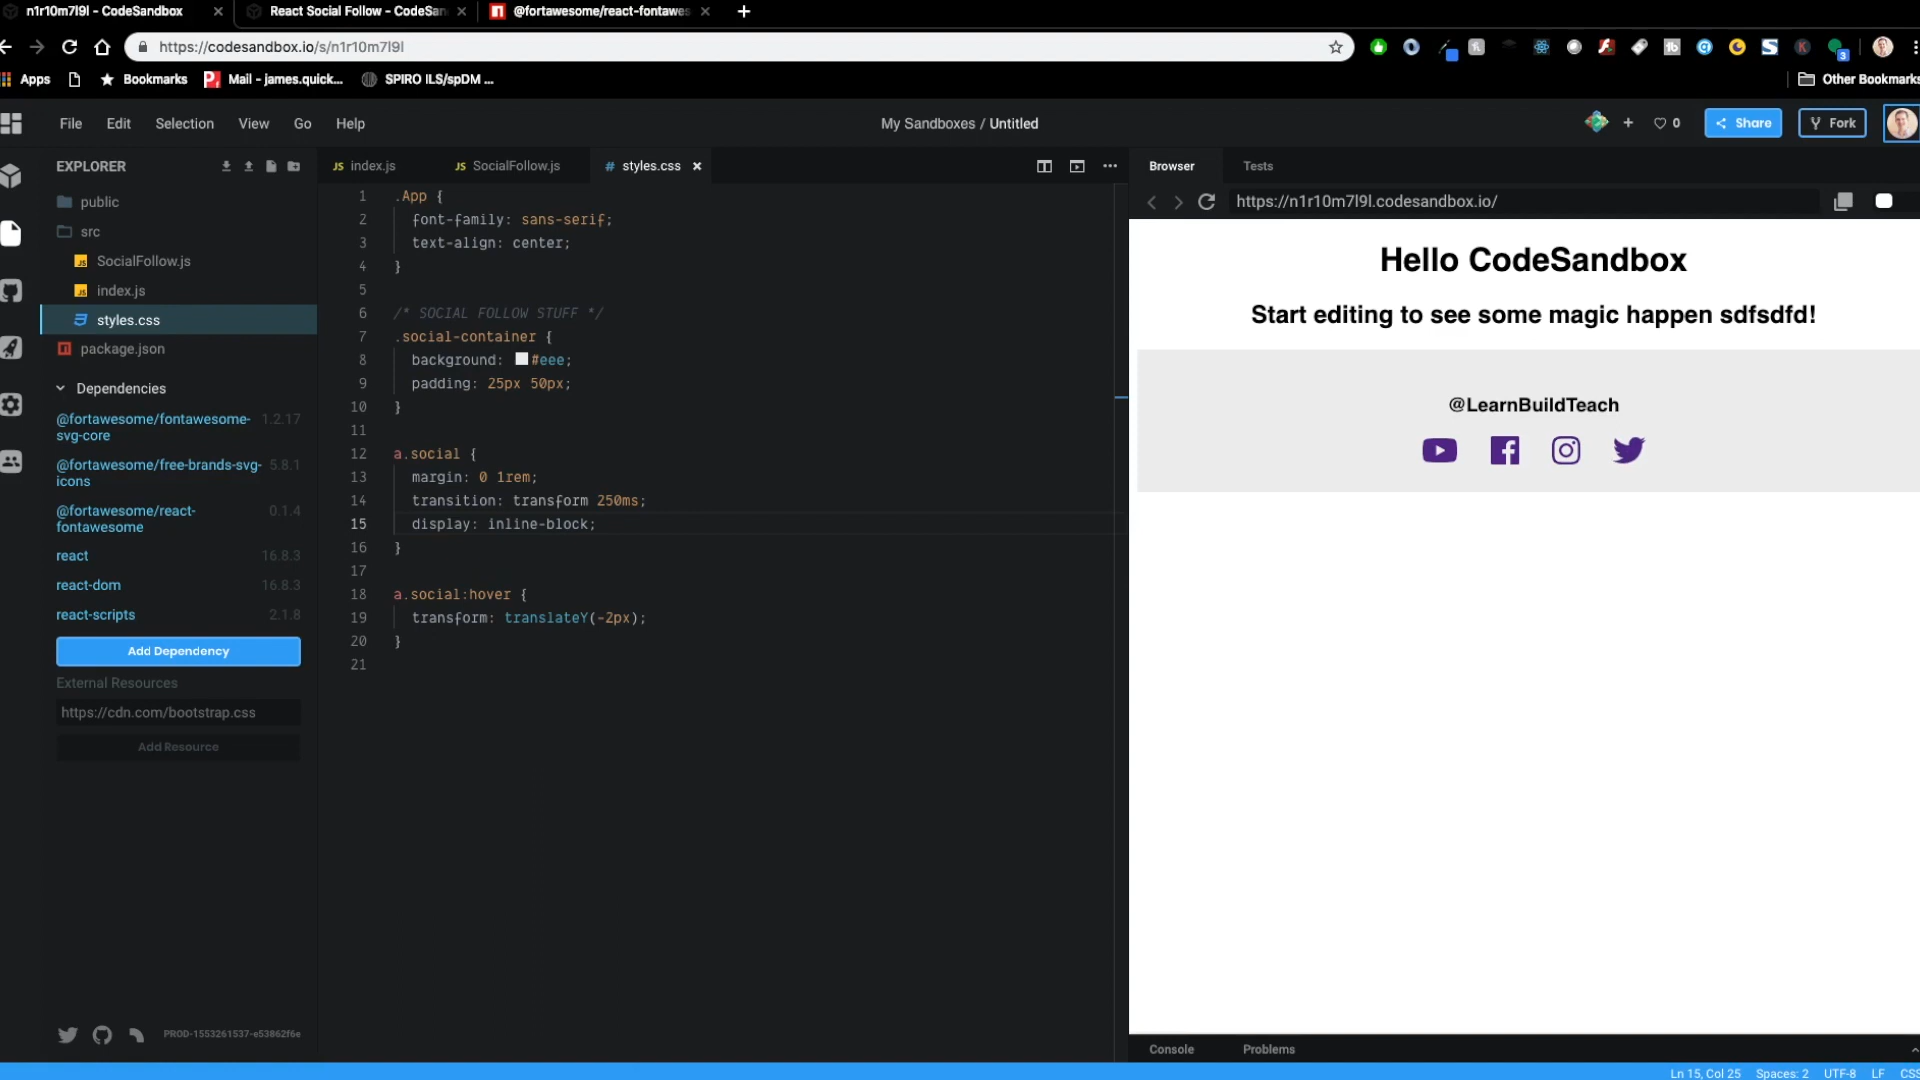 n1r10m7l9l - CodeSandbox
React Social Follow - CodeSan
@fortawesome/react-fontawes
https://codesandbox.io/s/n1r10m7l9l
3
Apps
Bookmarks
Mail - james.quick...
SPIRO ILS/spDM ...
Other Bookmarks
File Edit Selection View Go Help
My Sandboxes / Untitled
0
Share
Fork
EXPLORER
public
src
SocialFollow.js
index.js
styles.css
package.json
Dependencies
@fortawesome/fontawesome-svg-core 1.2.17
@fortawesome/free-brands-svg-icons 5.8.1
@fortawesome/react-fontawesome 0.1.4
react 16.8.3
react-dom 16.8.3
react-scripts 2.1.8
Add Dependency
External Resources
https://cdn.com/bootstrap.css
Add Resource
PROD-1553261537-e53862f6e
JS index.js
JS SocialFollow.js
# styles.css
1 .App {
2 font-family: sans-serif;
3 text-align: center;
4 }
5
6 /* SOCIAL FOLLOW STUFF */
7 .social-container {
8 background: #eee;
9 padding: 25px 50px;
10 }
11
12 a.social {
13 margin: 0 1rem;
14 transition: transform 250ms;
15 display: inline-block;
16 }
17
18 a.social:hover {
19 transform: translateY(-2px);
20 }
21
Browser Tests
https://n1r10m7l9l.codesandbox.io/
Hello CodeSandbox
Start editing to see some magic happen sdfsdfd!
@LearnBuildTeach
Console Problems
Ln 15, Col 25 Spaces: 2 UTF-8 LF CSS